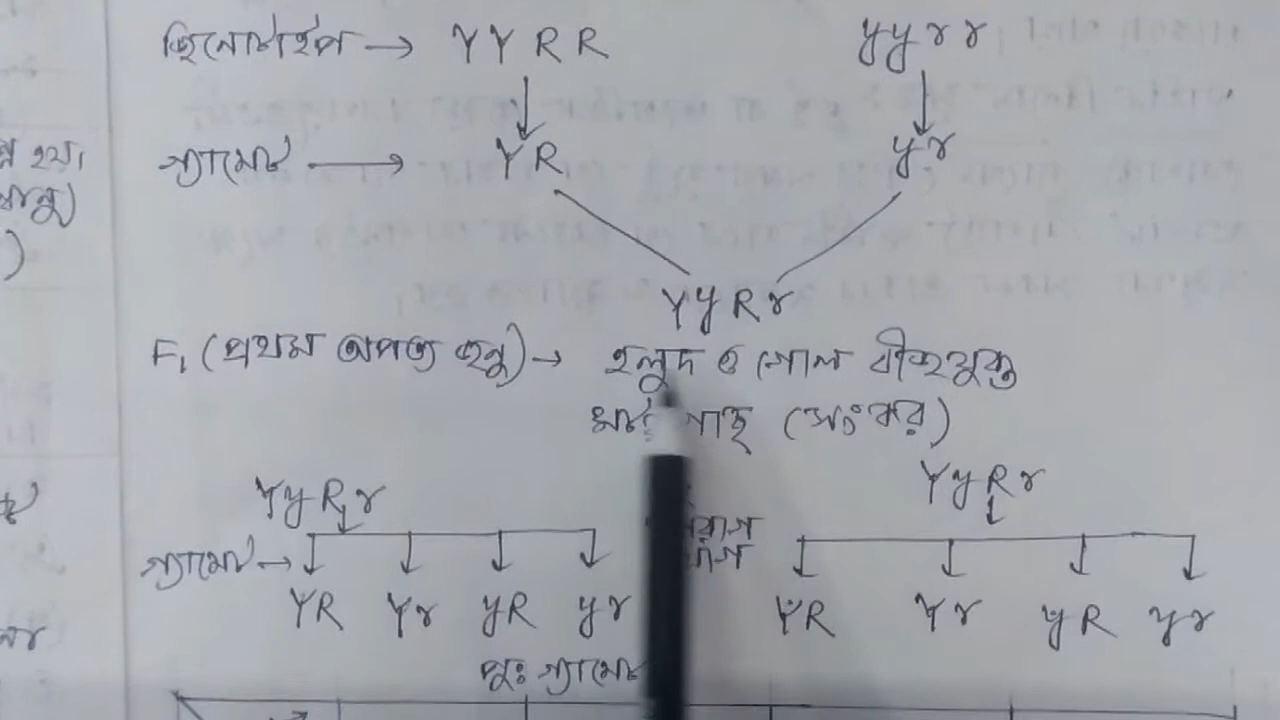 জিনোটাইপ → YYRR yyrr
গ্যামেট → YR yr
YyRr
F₁ (প্রথম অপত্য জনু) → হলুদ ও গোল বীজযুক্ত
মটর গাছ (সংকর)
YyRr YyRr
গ্যামেট → YR Yr yR yr YR Yr yR yr
পুং গ্যামেট